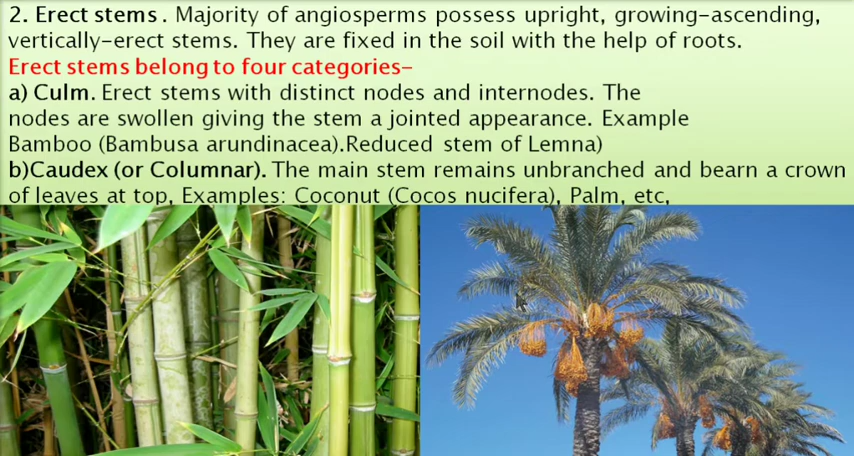 2. Erect stems. Majority of angiosperms possess upright, growing-ascending,
vertically-erect stems. They are fixed in the soil with the help of roots.
Erect stems belong to four categories-
a) Culm. Erect stems with distinct nodes and internodes. The
nodes are swollen giving the stem a jointed appearance. Example
Bamboo (Bambusa arundinacea).Reduced stem of Lemna)
b)Caudex (or Columnar). The main stem remains unbranched and bearn a crown
of leaves at top, Examples: Coconut (Cocos nucifera), Palm, etc,